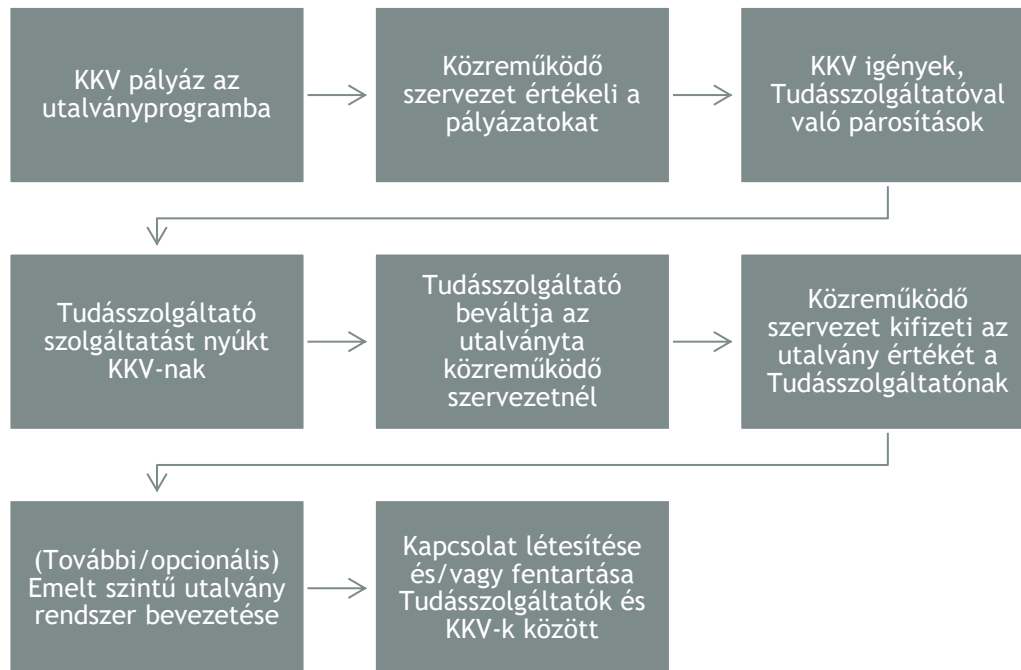 KKV pályáz az
utalványprogramba
Közreműködő
szervezet értékeli a
pályázatokat
KKV igények,
Tudásszolgáltatóval
való párosítások
Tudásszolgáltató
szolgáltatást nyúkt
KKV-nak
Tudásszolgáltató
beváltja az
utalványta
közreműködő
szervezetnél
Közreműködő
szervezet kifizeti az
utalvány értékét a
Tudásszolgáltatónak
(További/opcionális)
Emelt szintű utalvány
rendszer bevezetése
Kapcsolat létesítése
és/vagy fentartása
Tudásszolgáltatók és
KKV-k között